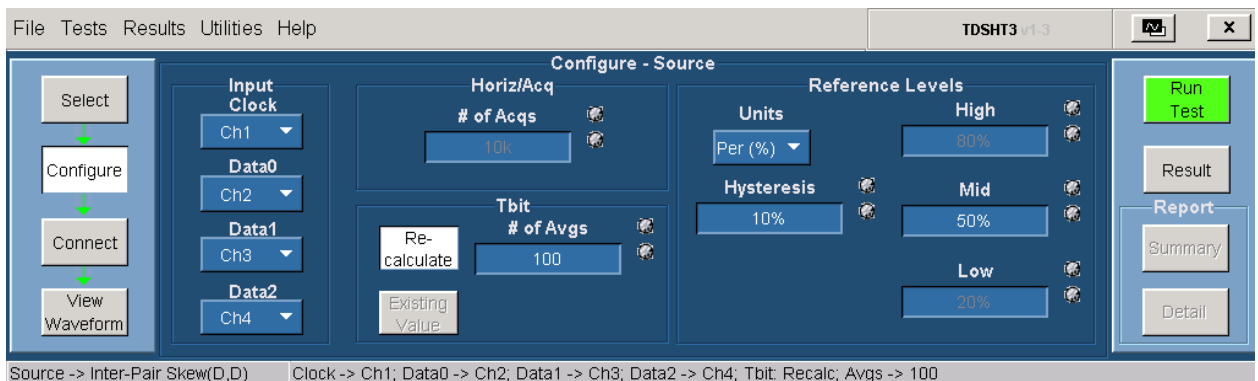 File Tests Results Utilities Help
TDSHT3 v1-3
x
Configure - Source
Select
Configure
Connect
View
Waveform
Input
Clock
Ch1
Data0
Ch2
Data1
Ch3
Data2
Ch4
Horiz/Acq
# of Acqs
10k
Tbit
Re-
calculate
# of Avgs
100
Existing
Value
Reference Levels
Units
Per (%)
Hysteresis
10%
High
80%
Mid
50%
Low
20%
Run
Test
Result
Report
Summary
Detail
Source -> Inter-Pair Skew(D,D) Clock -> Ch1; Data0 -> Ch2; Data1 -> Ch3; Data2 -> Ch4; Tbit: Recalc; Avgs -> 100